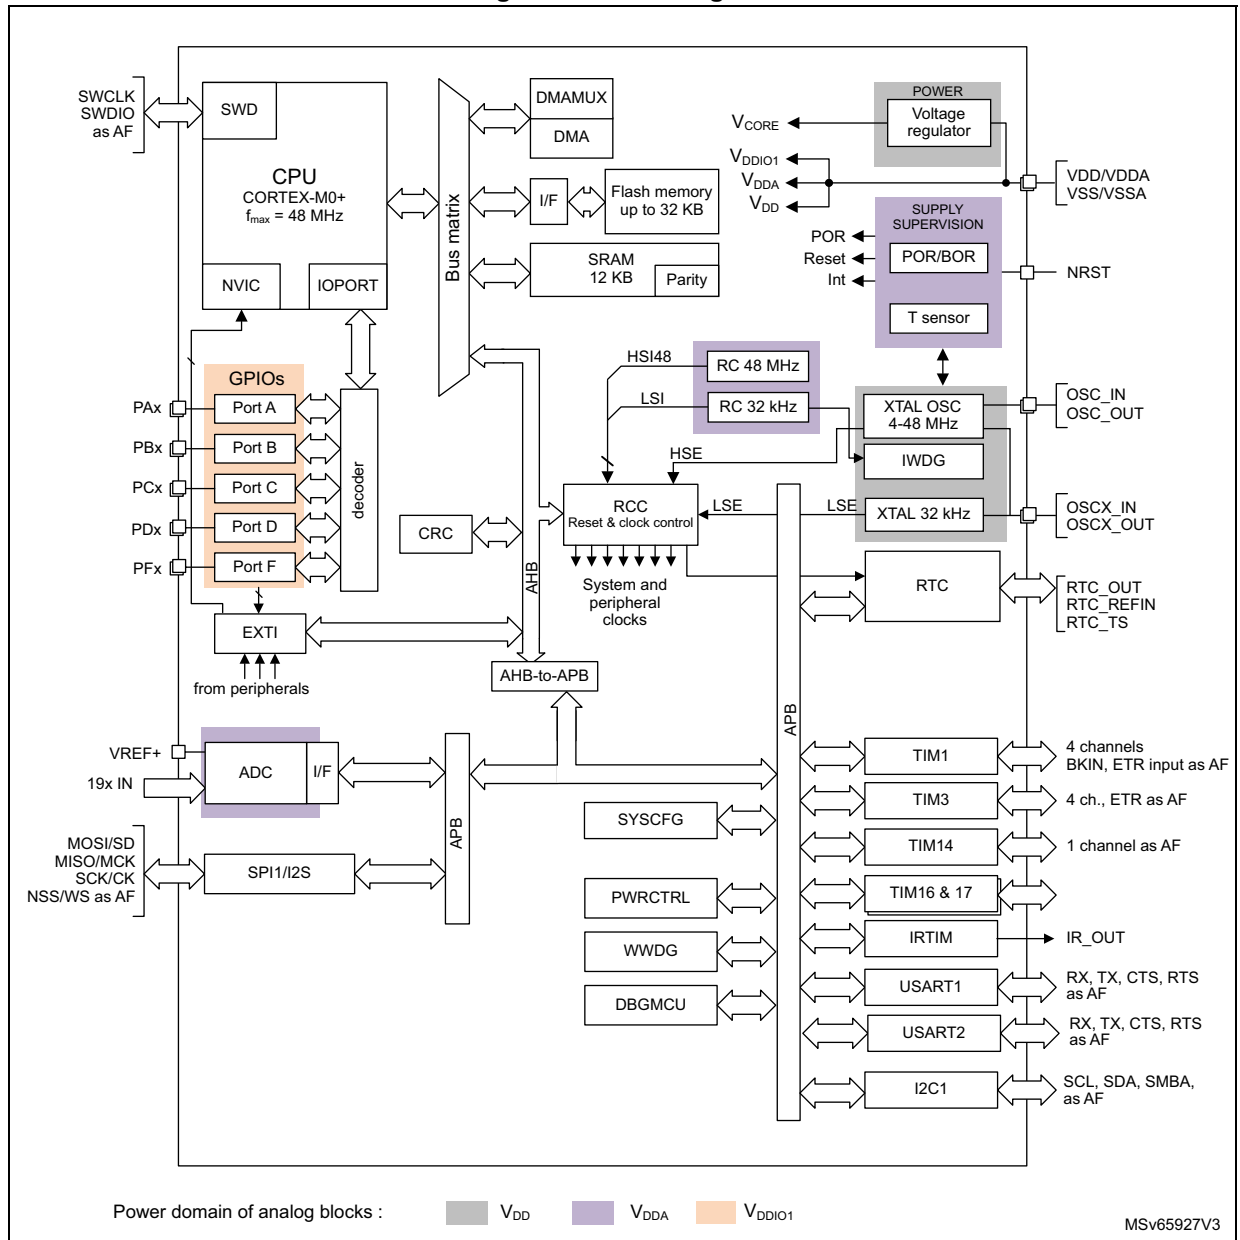 SWCLK
SWDIO
as AF
SWD
CPU
CORTEX-M0+
fmax = 48 MHz
NVIC
IOPORT
Bus matrix
DMAMUX
DMA
I/F
Flash memory
up to 32 KB
SRAM
12 KB
Parity
POWER
Voltage
regulator
VCORE
VDDIO1
VDDA
VDD
VDD/VDDA
VSS/VSSA
SUPPLY
SUPERVISION
POR
Reset
Int
POR/BOR
T sensor
NRST
GPIOs
PAx
Port A
PBx
Port B
PCx
Port C
PDx
Port D
PFx
Port F
decoder
HSI48
RC 48 MHz
LSI
RC 32 kHz
XTAL OSC
4-48 MHz
OSC_IN
OSC_OUT
HSE
IWDG
RCC
Reset & clock control
LSE
LSE
XTAL 32 kHz
OSCX_IN
OSCX_OUT
CRC
AHB
System and
peripheral
clocks
RTC
RTC_OUT
RTC_REFIN
RTC_TS
EXTI
from peripherals
AHB-to-APB
APB
VREF+
19x IN
ADC
I/F
APB
MOSI/SD
MISO/MCK
SCK/CK
NSS/WS as AF
SPI1/I2S
SYSCFG
PWRCTRL
WWDG
DBGMCU
TIM1
4 channels
BKIN, ETR input as AF
TIM3
4 ch., ETR as AF
TIM14
1 channel as AF
TIM16 & 17
IRTIM
IR_OUT
USART1
RX, TX, CTS, RTS
as AF
USART2
RX, TX, CTS, RTS
as AF
I2C1
SCL, SDA, SMBA,
as AF
Power domain of analog blocks :
VDD
VDDA
VDDIO1
MSv65927V3